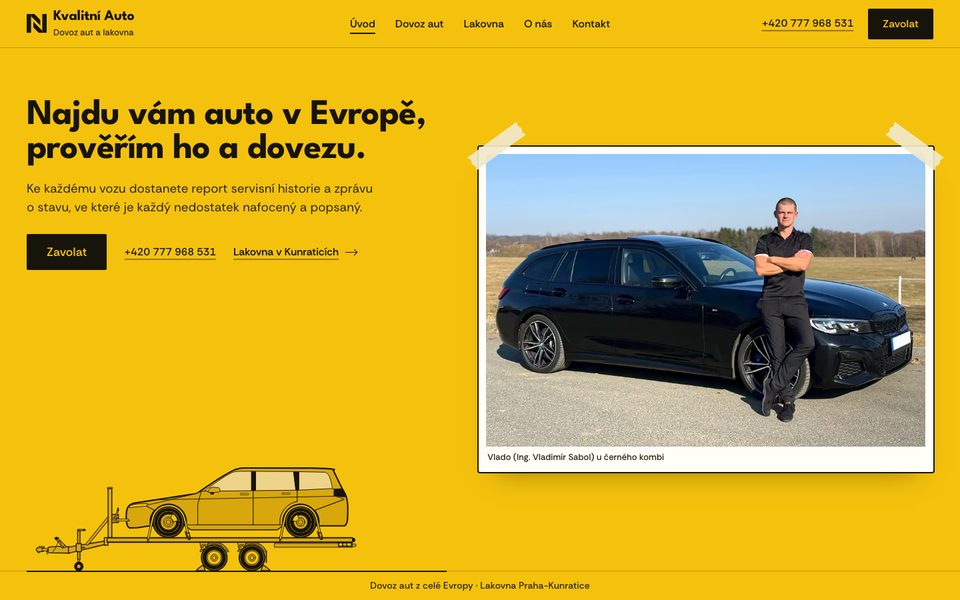 Kvalitní Auto
Dovoz aut a lakovna
Úvod
Dovoz aut
Lakovna
O nás
Kontakt
+420 777 968 531
Zavolat
Najdu vám auto v Evropě,
prověřím ho a dovezu.
Ke každému vozu dostanete report servisní historie a zprávu
o stavu, ve které je každý nedostatek nafocený a popsaný.
Zavolat
+420 777 968 531
Lakovna v Kunraticích →
Vlado (Ing. Vladimír Sabol) u černého kombi
Dovoz aut z celé Evropy · Lakovna Praha-Kunratice